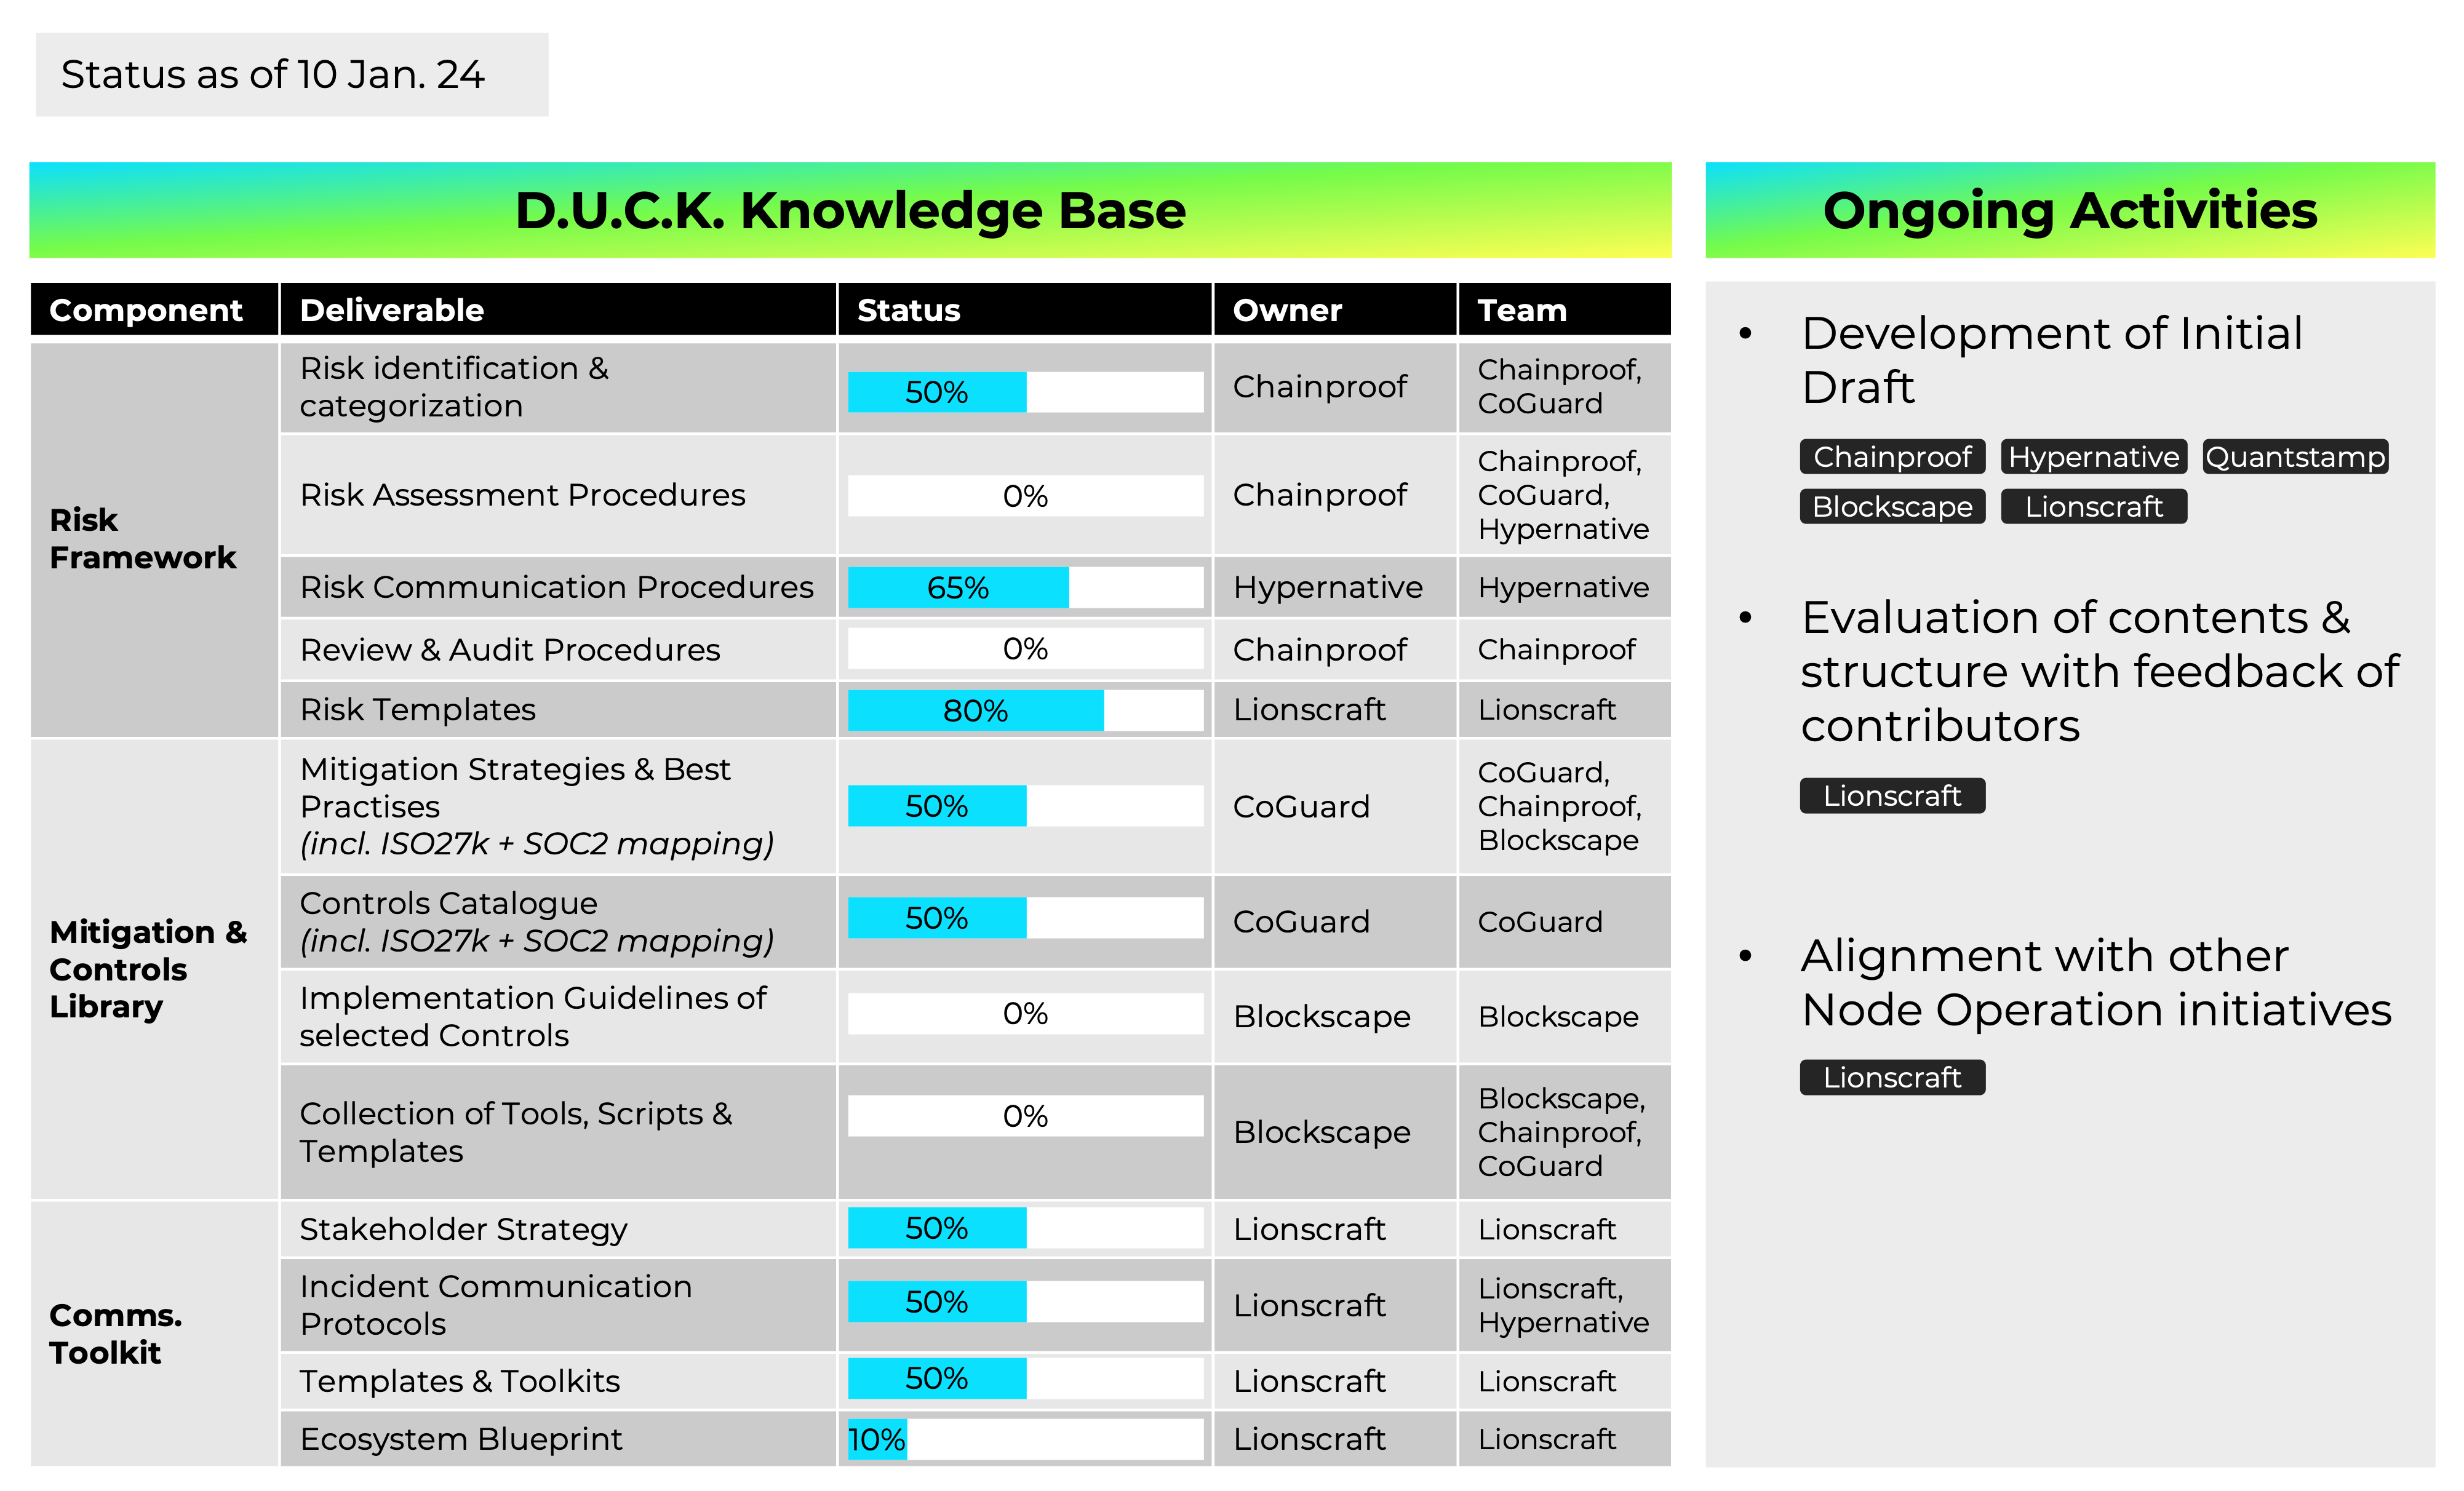 Status as of 10 Jan. 24
D.U.C.K. Knowledge Base
Component
Deliverable
Status
Owner
Team
Risk
Framework
Risk identification &
categorization
50%
Chainproof
Chainproof,
CoGuard
Risk Assessment Procedures
0%
Chainproof
Chainproof,
CoGuard,
Hypernative
Risk Communication Procedures
65%
Hypernative
Hypernative
Review & Audit Procedures
0%
Chainproof
Chainproof
Risk Templates
80%
Lionscraft
Lionscraft
Mitigation &
Controls
Library
Mitigation Strategies & Best
Practises
(incl. ISO27k + SOC2 mapping)
50%
CoGuard
CoGuard,
Chainproof,
Blockscape
Controls Catalogue
(incl. ISO27k + SOC2 mapping)
50%
CoGuard
CoGuard
Implementation Guidelines of
selected Controls
0%
Blockscape
Blockscape
Collection of Tools, Scripts &
Templates
0%
Blockscape
Blockscape,
Chainproof,
CoGuard
Comms.
Toolkit
Stakeholder Strategy
50%
Lionscraft
Lionscraft
Incident Communication
Protocols
50%
Lionscraft
Lionscraft,
Hypernative
Templates & Toolkits
50%
Lionscraft
Lionscraft
Ecosystem Blueprint
10%
Lionscraft
Lionscraft
Ongoing Activities
• Development of Initial
Draft
Chainproof Hypernative Quantstamp
Blockscape Lionscraft
• Evaluation of contents &
structure with feedback of
contributors
Lionscraft
• Alignment with other
Node Operation initiatives
Lionscraft